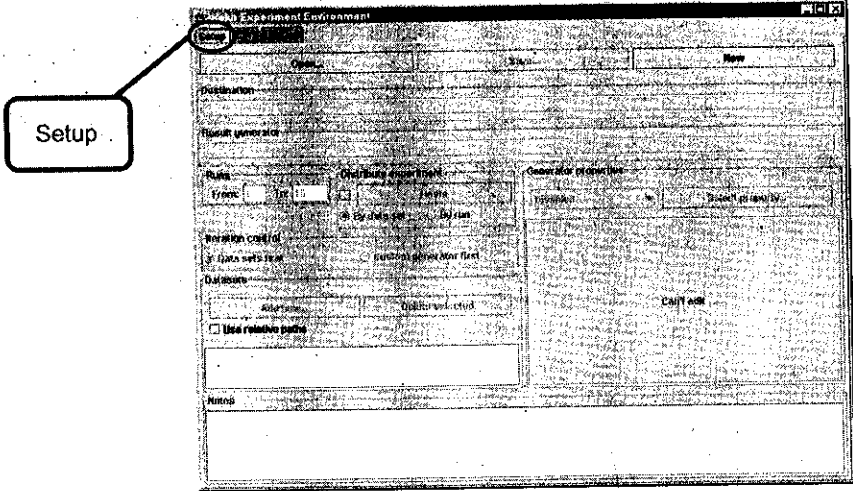 Weka Experiment Environment
Setup
Open... Save... New
Destination
Result generator
Runs Distribute experiment Generator properties
From: To: 10 Hosts Select property...
By data set By run
Iteration control
Data sets first Custom generator first
Datasets
Add new... Delete selected
Can't edit
Use relative paths
Notes
Setup